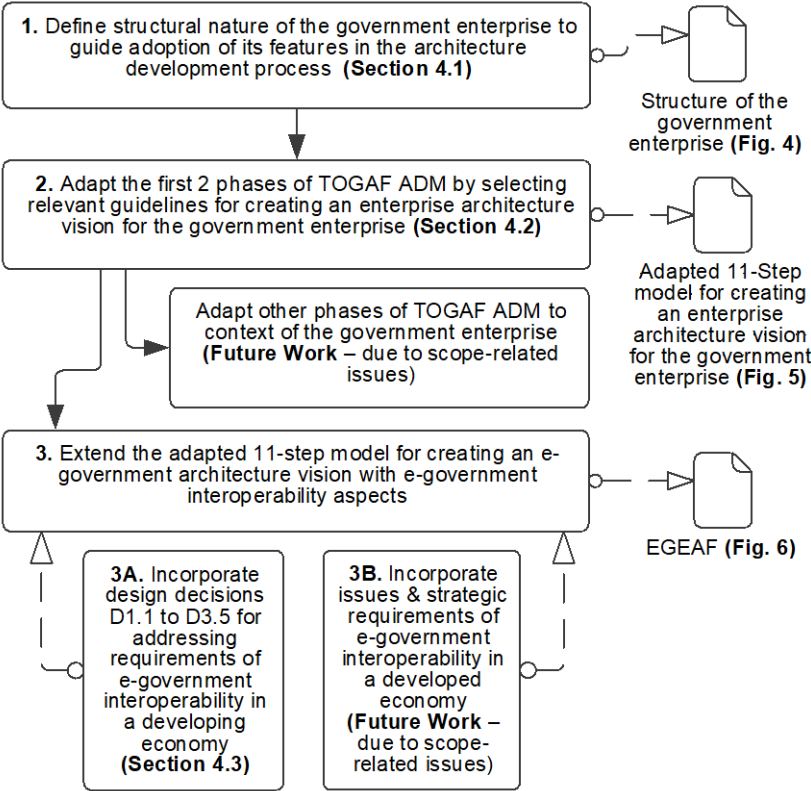 1. Define structural nature of the government enterprise to
guide adoption of its features in the architecture
development process (Section 4.1)
Structure of the
government
enterprise (Fig. 4)
2. Adapt the first 2 phases of TOGAF ADM by selecting
relevant guidelines for creating an enterprise architecture
vision for the government enterprise (Section 4.2)
Adapted 11-Step
model for creating
an enterprise
architecture vision
for the government
enterprise (Fig. 5)
Adapt other phases of TOGAF ADM to
context of the government enterprise
(Future Work – due to scope-related
issues)
3. Extend the adapted 11-step model for creating an e-
government architecture vision with e-government
interoperability aspects
EGEAF (Fig. 6)
3A. Incorporate
design decisions
D1.1 to D3.5 for
addressing
requirements of
e-government
interoperability in
a developing
economy
(Section 4.3)
3B. Incorporate
issues & strategic
requirements of
e-government
interoperability in
a developed
economy
(Future Work –
due to scope-
related issues)